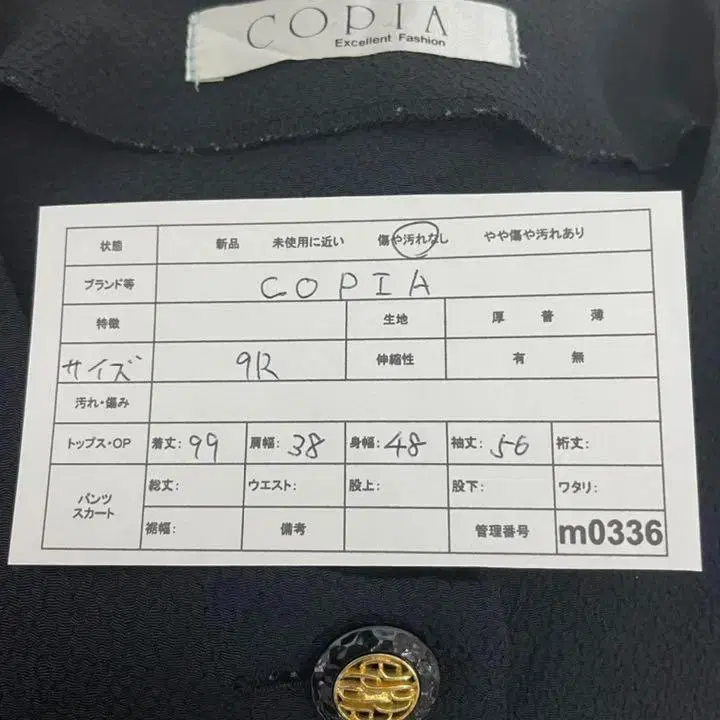 COPIA
Excellent Fashion
状態 新品 未使用に近い 傷や汚れなし やや傷や汚れあり
ブランド等 COPIA
特徴 生地 厚 普 薄
サイズ 9R 伸縮性 有 無
汚れ・傷み
トップス・OP 着丈: 99 肩幅: 38 身幅: 48 袖丈: 56 裄丈:
パンツ スカート 総丈: ウエスト: 股上: 股下: ワタリ:
裾幅: 備考 管理番号 m0336